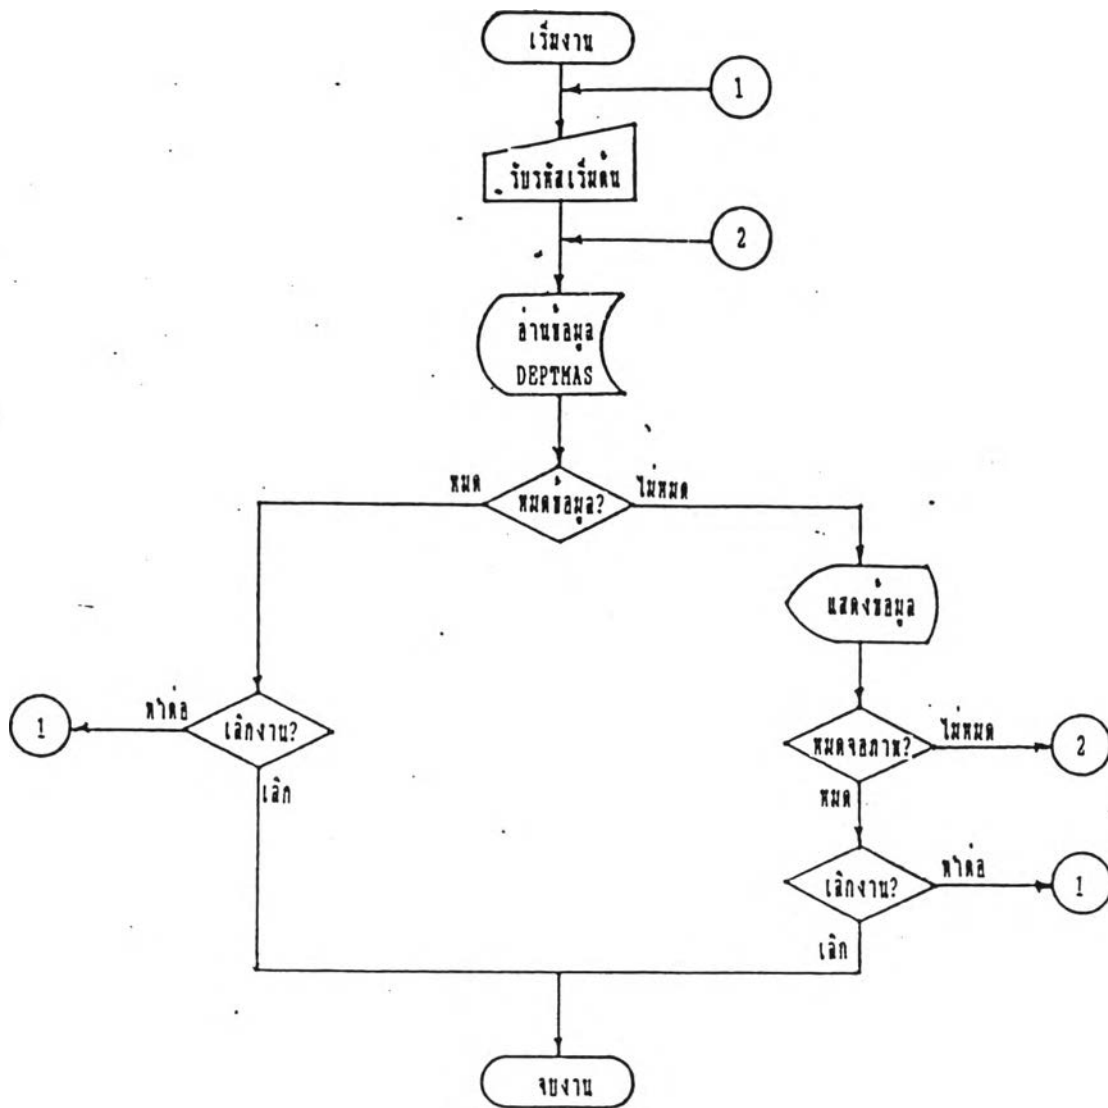 เริ่มงาน
1
รับรหัสเริ่มต้น
2
อ่านข้อมูล
DEPTMAS
หมด
หมดข้อมูล?
ไม่หมด
แสดงข้อมูล
1
ทำต่อ
เลิกงาน?
เลิก
หมดจอภาพ?
ไม่หมด
2
หมด
เลิกงาน?
ทำต่อ
1
เลิก
จบงาน